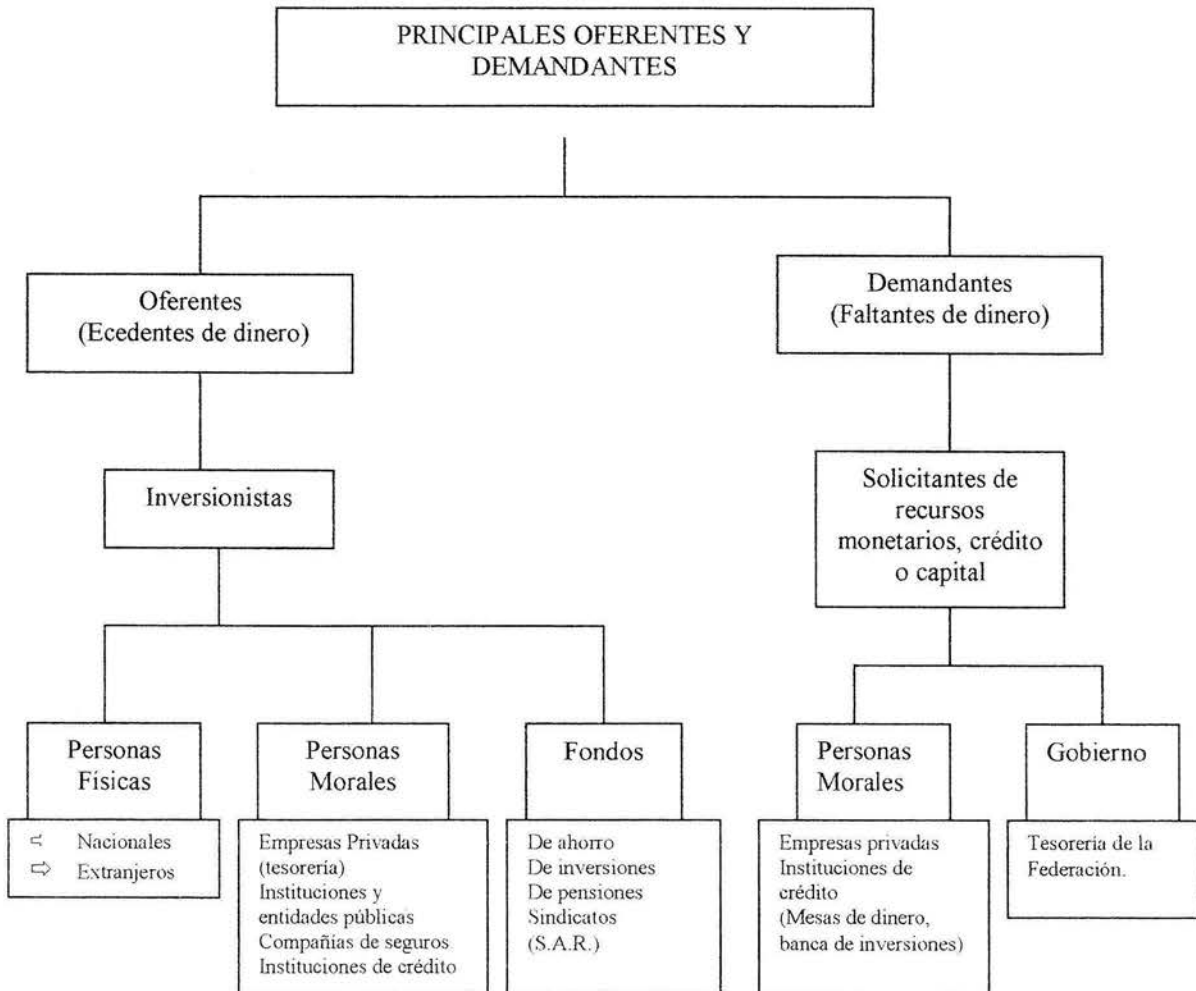 PRINCIPALES OFERENTES Y
DEMANDANTES
Oferentes
(Ecedentes de dinero)
Demandantes
(Faltantes de dinero)
Inversionistas
Solicitantes de
recursos
monetarios, crédito
o capital
Personas
Físicas
Nacionales
Extranjeros
Personas
Morales
Empresas Privadas
(tesorería)
Instituciones y
entidades públicas
Compañías de seguros
Instituciones de crédito
Fondos
De ahorro
De inversiones
De pensiones
Sindicatos
(S.A.R.)
Personas
Morales
Empresas privadas
Instituciones de
crédito
(Mesas de dinero,
banca de inversiones)
Gobierno
Tesorería de la
Federación.